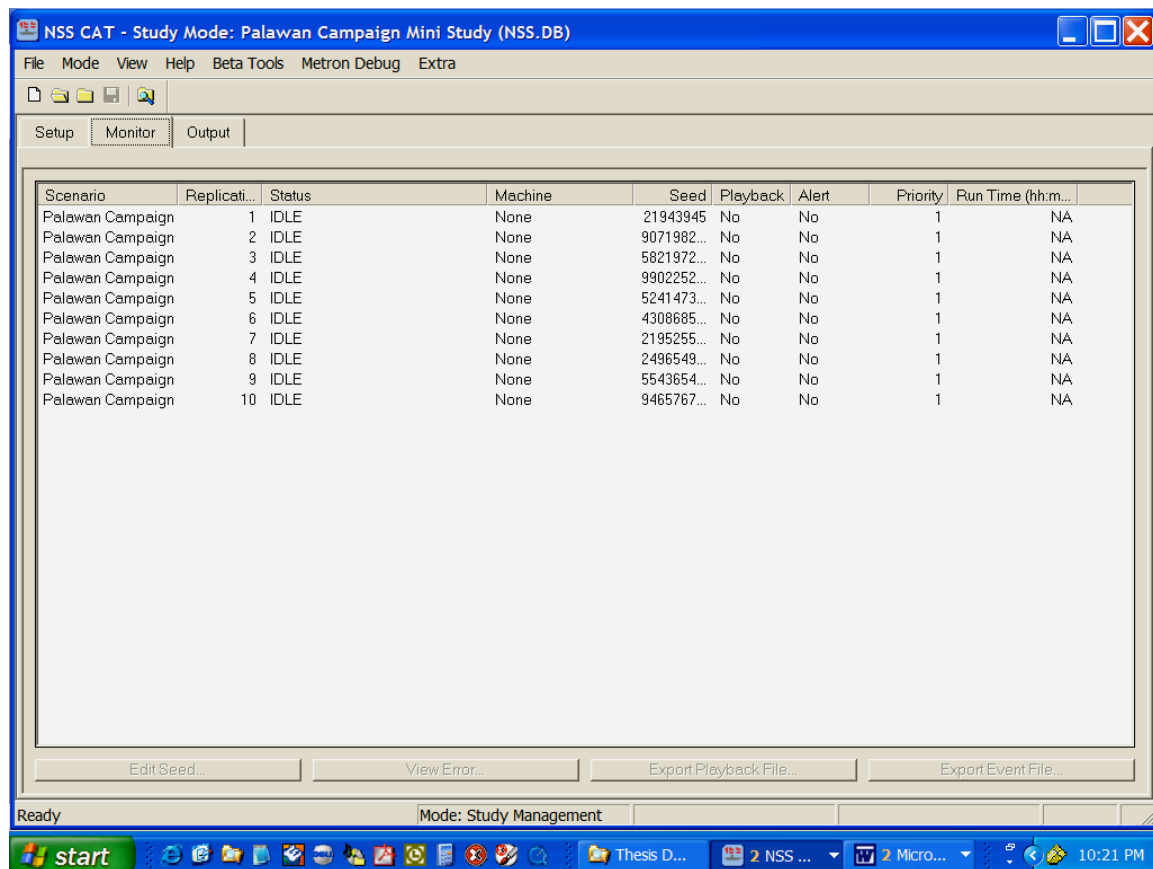 NSS CAT - Study Mode: Palawan Campaign Mini Study (NSS.DB)
File Mode View Help Beta Tools Metron Debug Extra
Setup Monitor Output
Scenario Replicati... Status Machine Seed Playback Alert Priority Run Time (hh:m...
Palawan Campaign 1 IDLE None 21943945 No No 1 NA
Palawan Campaign 2 IDLE None 9071982... No No 1 NA
Palawan Campaign 3 IDLE None 5821972... No No 1 NA
Palawan Campaign 4 IDLE None 9902252... No No 1 NA
Palawan Campaign 5 IDLE None 5241473... No No 1 NA
Palawan Campaign 6 IDLE None 4308685... No No 1 NA
Palawan Campaign 7 IDLE None 2195255... No No 1 NA
Palawan Campaign 8 IDLE None 2496549... No No 1 NA
Palawan Campaign 9 IDLE None 5543654... No No 1 NA
Palawan Campaign 10 IDLE None 9465767... No No 1 NA
Edit Seed... View Error... Export Playback File... Export Event File...
Ready Mode: Study Management
start Thesis D... 2 NSS ... 2 Micro... 10:21 PM